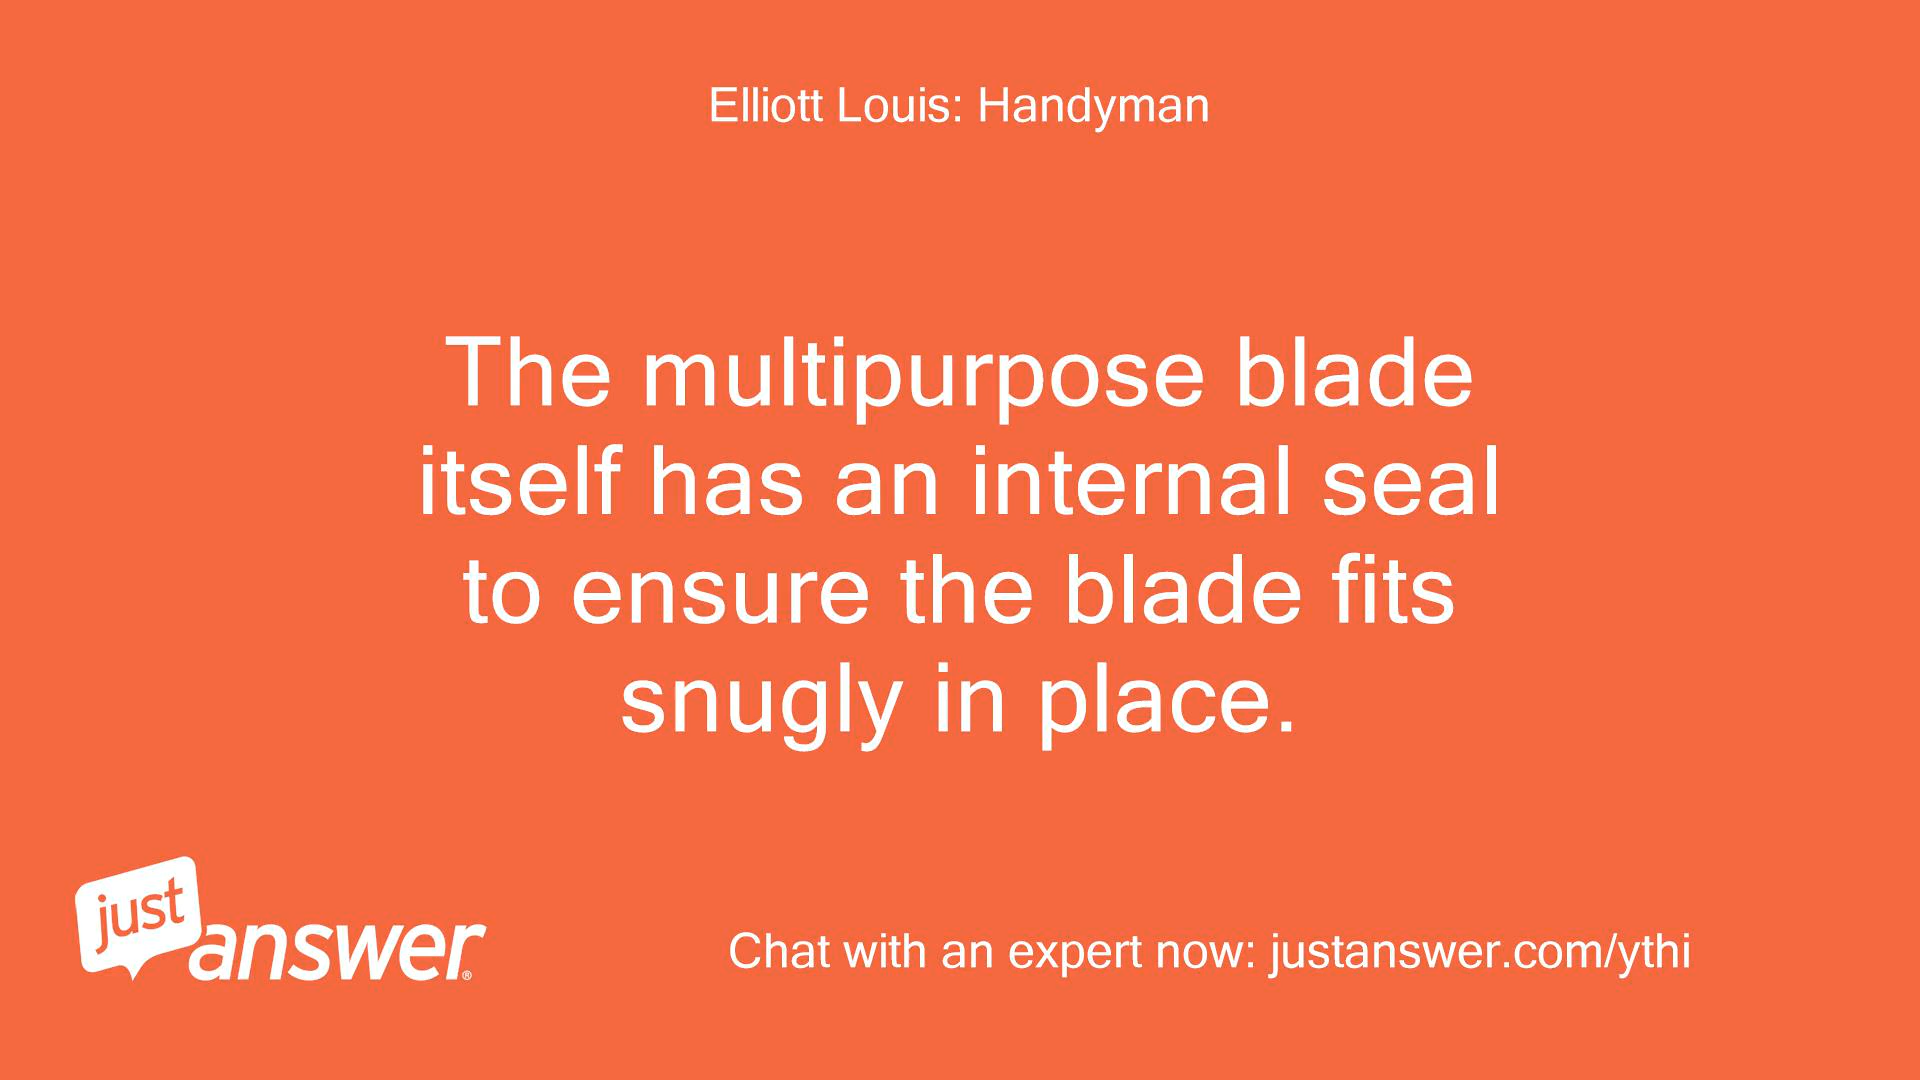 Elliott Louis: Handyman
The multipurpose blade
itself has an internal seal
to ensure the blade fits
snugly in place.
just
answer®
Chat with an expert now: justanswer.com/ythi